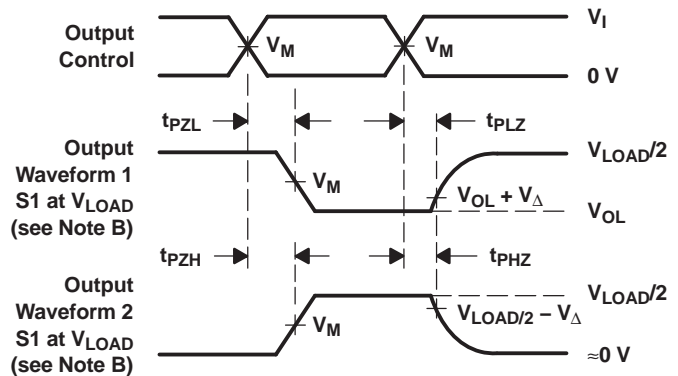 Output
Control
V_M
V_M
V_I
0 V
t_PZL
t_PLZ
Output
Waveform 1
S1 at V_LOAD
(see Note B)
V_M
V_OL + V_Δ
V_LOAD/2
V_OL
t_PZH
t_PHZ
Output
Waveform 2
S1 at V_LOAD
(see Note B)
V_M
V_LOAD/2 − V_Δ
V_LOAD/2
≈0 V